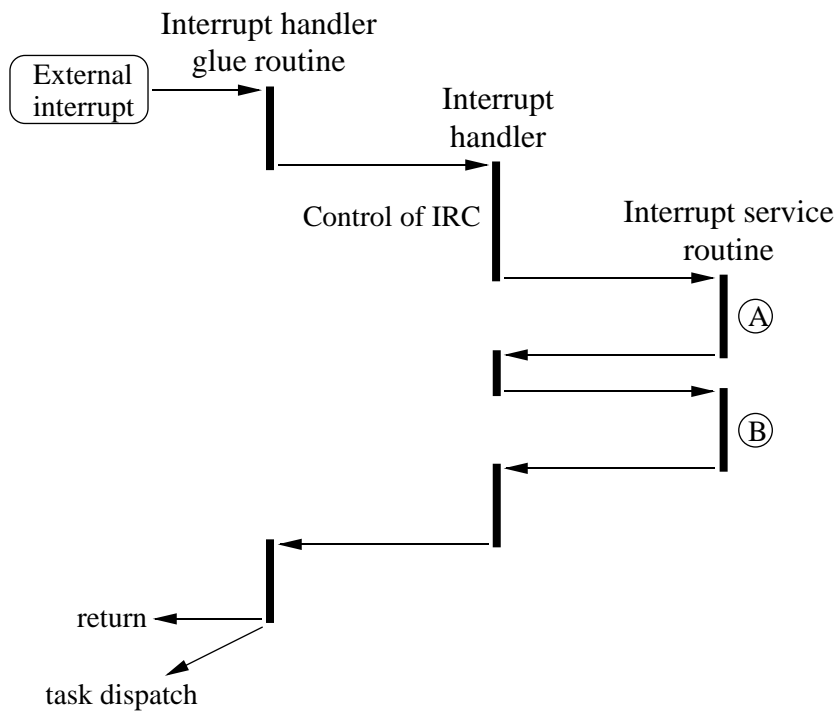 Interrupt handler
glue routine
External
interrupt
Interrupt
handler
Control of IRC
Interrupt service
routine
A
B
return
task dispatch